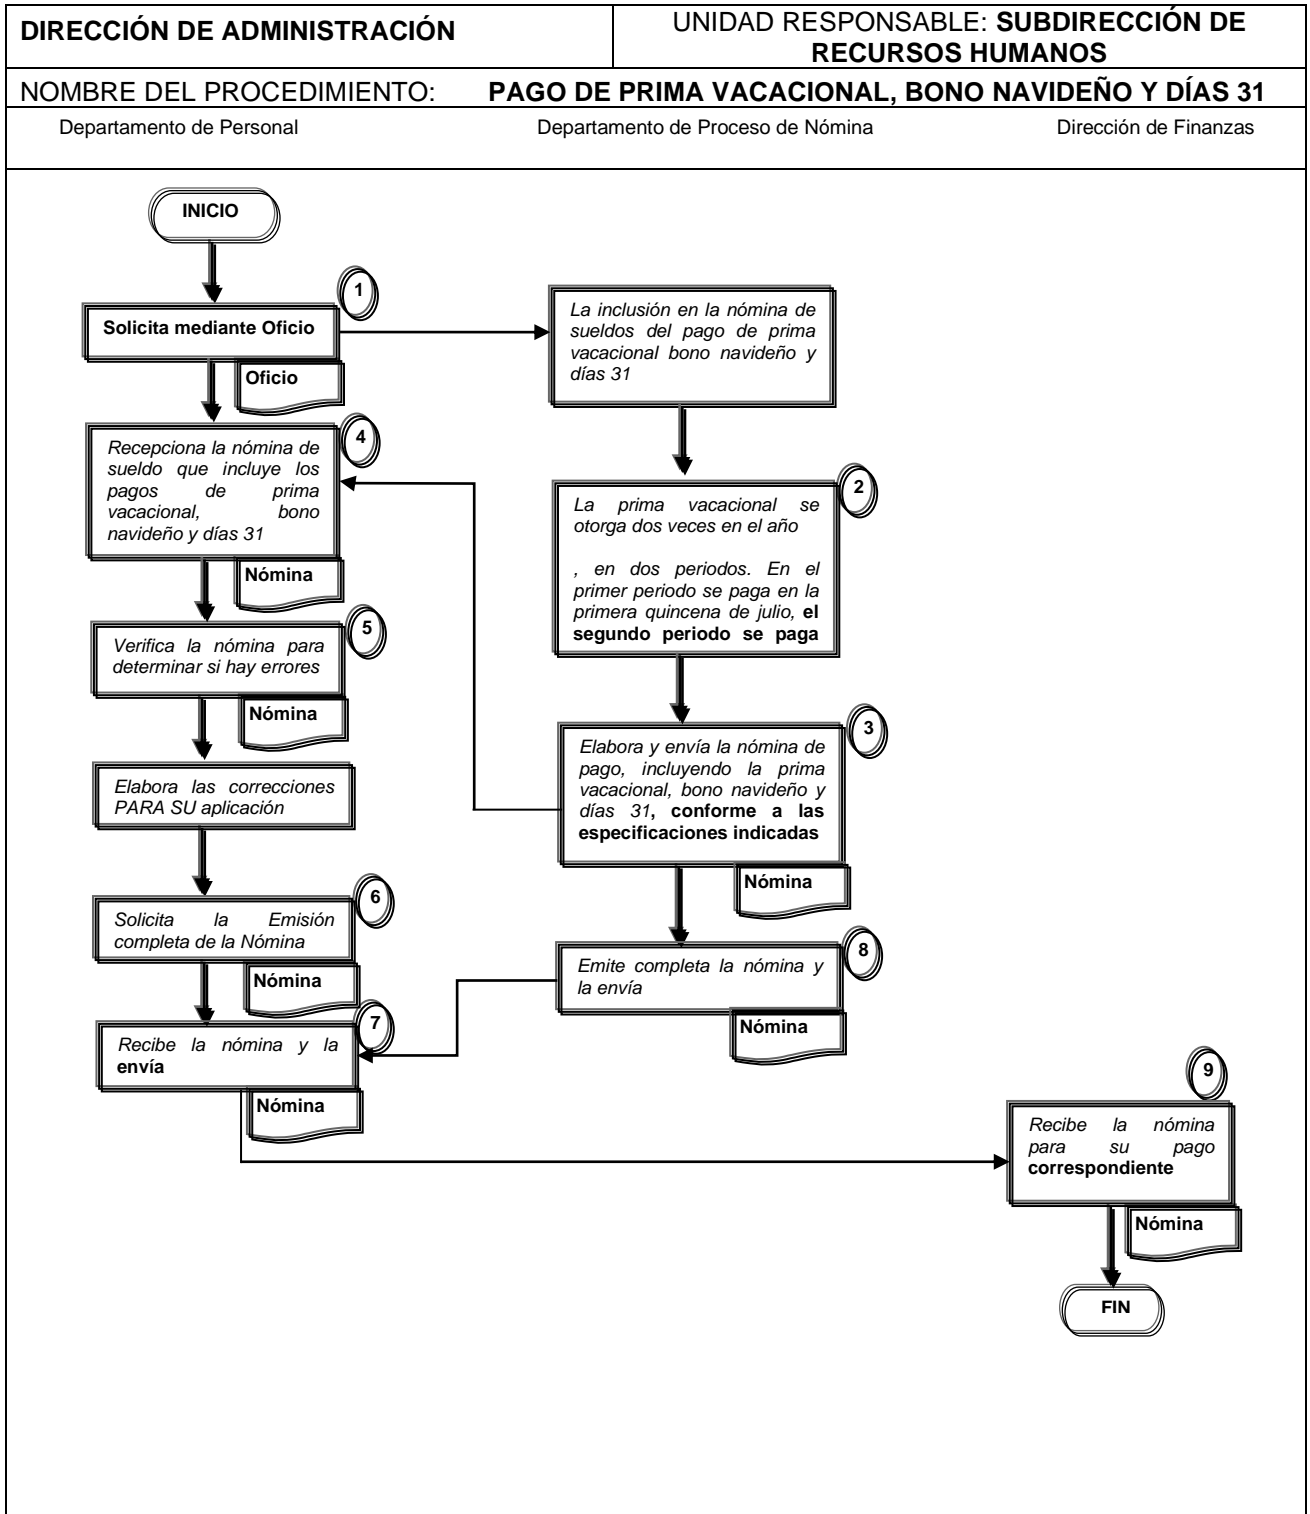 DIRECCIÓN DE ADMINISTRACIÓN
UNIDAD RESPONSABLE: SUBDIRECCIÓN DE
RECURSOS HUMANOS
NOMBRE DEL PROCEDIMIENTO: PAGO DE PRIMA VACACIONAL, BONO NAVIDEÑO Y DÍAS 31
Departamento de Personal
Departamento de Proceso de Nómina
Dirección de Finanzas
INICIO
1
Solicita mediante Oficio
Oficio
La inclusión en la nómina de
sueldos del pago de prima
vacacional bono navideño y
días 31
4
Recepciona la nómina de
sueldo que incluye los
pagos de prima
vacacional, bono
navideño y días 31
Nómina
2
La prima vacacional se
otorga dos veces en el año
, en dos periodos. En el
primer periodo se paga en la
primera quincena de julio, el
segundo periodo se paga
5
Verifica la nómina para
determinar si hay errores
Nómina
3
Elabora y envía la nómina de
pago, incluyendo la prima
vacacional, bono navideño y
días 31, conforme a las
especificaciones indicadas
Nómina
Elabora las correcciones
PARA SU aplicación
6
Solicita la Emisión
completa de la Nómina
Nómina
8
Emite completa la nómina y
la envía
Nómina
7
Recibe la nómina y la
envía
Nómina
9
Recibe la nómina
para su pago
correspondiente
Nómina
FIN